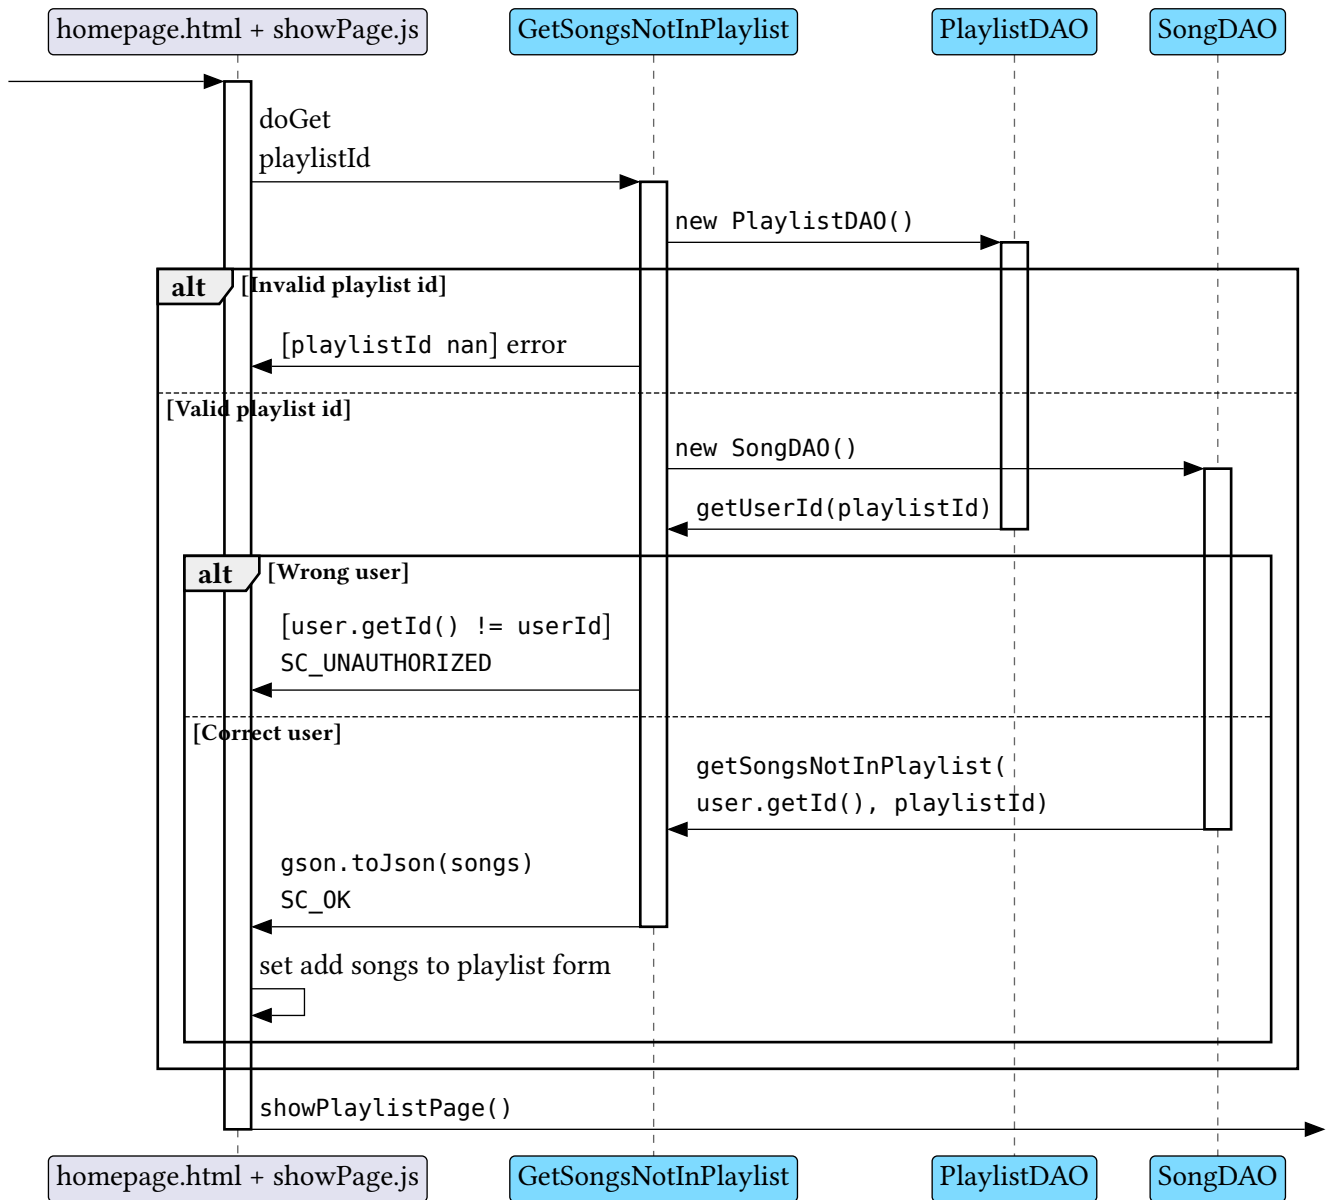 homepage.html + showPage.js
GetSongsNotInPlaylist
PlaylistDAO
SongDAO
doGet
playlistId
new PlaylistDAO()
alt
[Invalid playlist id]
[playlistId nan] error
[Valid playlist id]
new SongDAO()
getUserId(playlistId)
alt
[Wrong user]
[user.getId() != userId]
SC_UNAUTHORIZED
[Correct user]
getSongsNotInPlaylist(
user.getId(), playlistId)
gson.toJson(songs)
SC_OK
set add songs to playlist form
showPlaylistPage()
homepage.html + showPage.js
GetSongsNotInPlaylist
PlaylistDAO
SongDAO